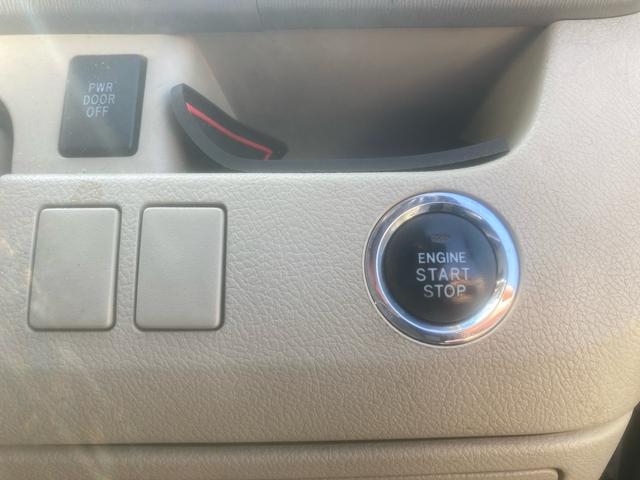 PWR
DOOR
OFF
ENGINE
START
STOP